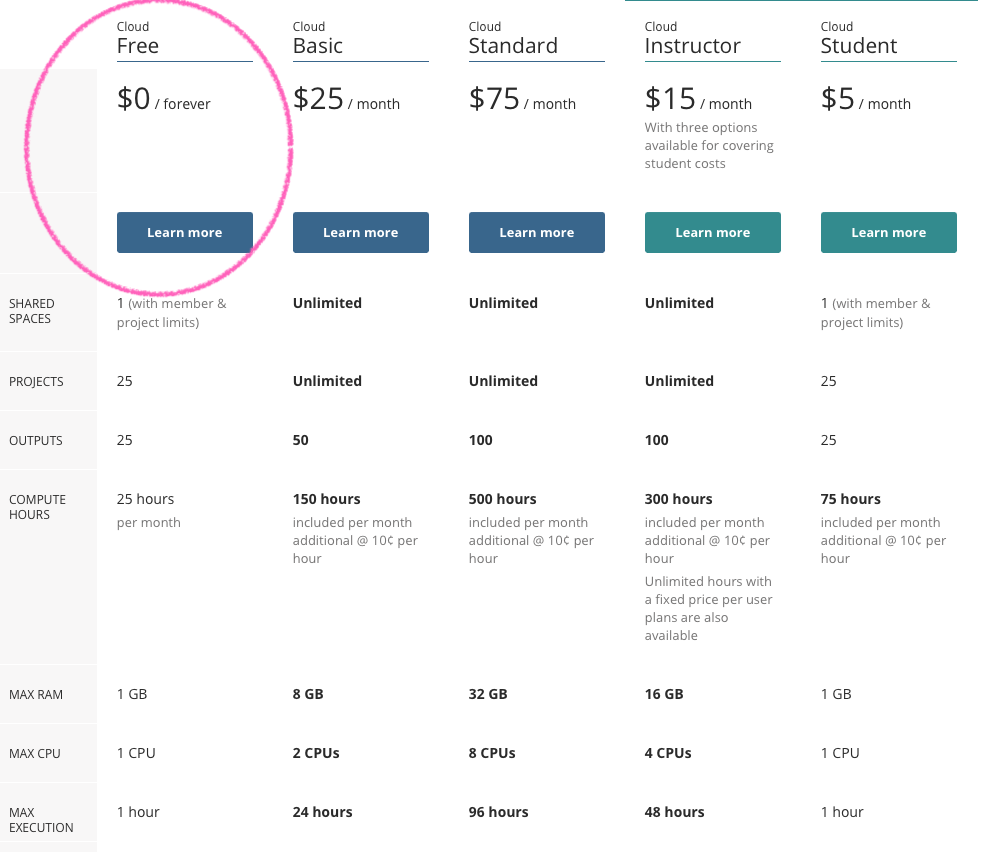 Cloud Cloud Cloud Cloud Cloud
Free Basic Standard Instructor Student
$0 / forever $25 / month $75 / month $15 / month $5 / month
With three options
available for covering
student costs
Learn more Learn more Learn more Learn more Learn more
SHARED SPACES
1 (with member &
project limits)
Unlimited Unlimited Unlimited
1 (with member &
project limits)
PROJECTS 25 Unlimited Unlimited Unlimited 25
OUTPUTS 25 50 100 100 25
COMPUTE
HOURS
25 hours
per month
150 hours
included per month
additional @ 10¢ per
hour
500 hours
included per month
additional @ 10¢ per
hour
300 hours
included per month
additional @ 10¢ per
hour
Unlimited hours with
a fixed price per user
plans are also
available
75 hours
included per month
additional @ 10¢ per
hour
MAX RAM 1 GB 8 GB 32 GB 16 GB 1 GB
MAX CPU 1 CPU 2 CPUs 8 CPUs 4 CPUs 1 CPU
MAX
EXECUTION
1 hour 24 hours 96 hours 48 hours 1 hour